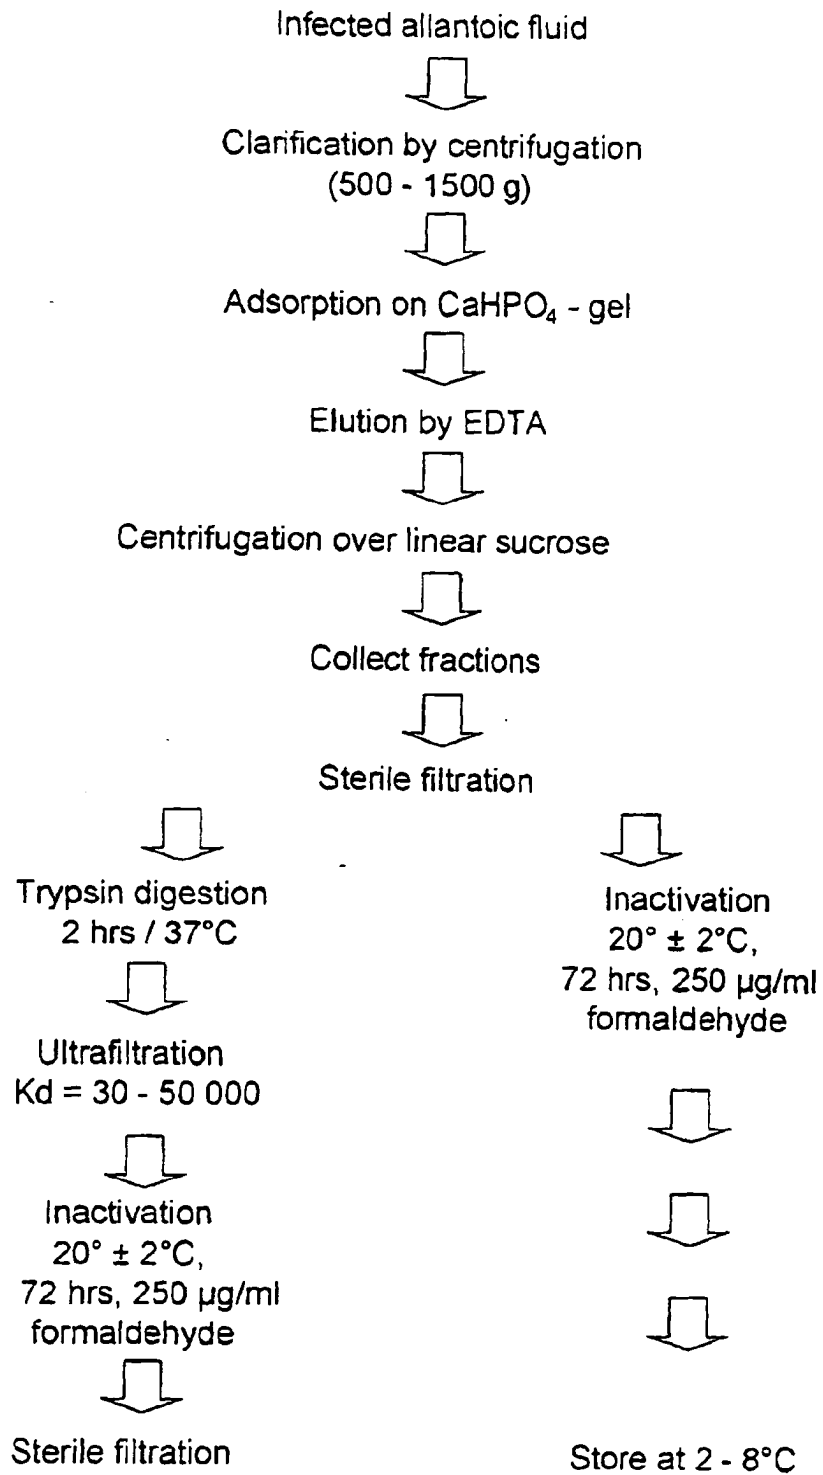 Infected allantoic fluid
Clarification by centrifugation
(500 - 1500 g)
Adsorption on CaHPO₄ - gel
Elution by EDTA
Centrifugation over linear sucrose
Collect fractions
Sterile filtration
Trypsin digestion
2 hrs / 37°C
Ultrafiltration
Kd = 30 - 50 000
Inactivation
20° ± 2°C,
72 hrs, 250 µg/ml
formaldehyde
Sterile filtration
Inactivation
20° ± 2°C,
72 hrs, 250 µg/ml
formaldehyde
Store at 2 - 8°C